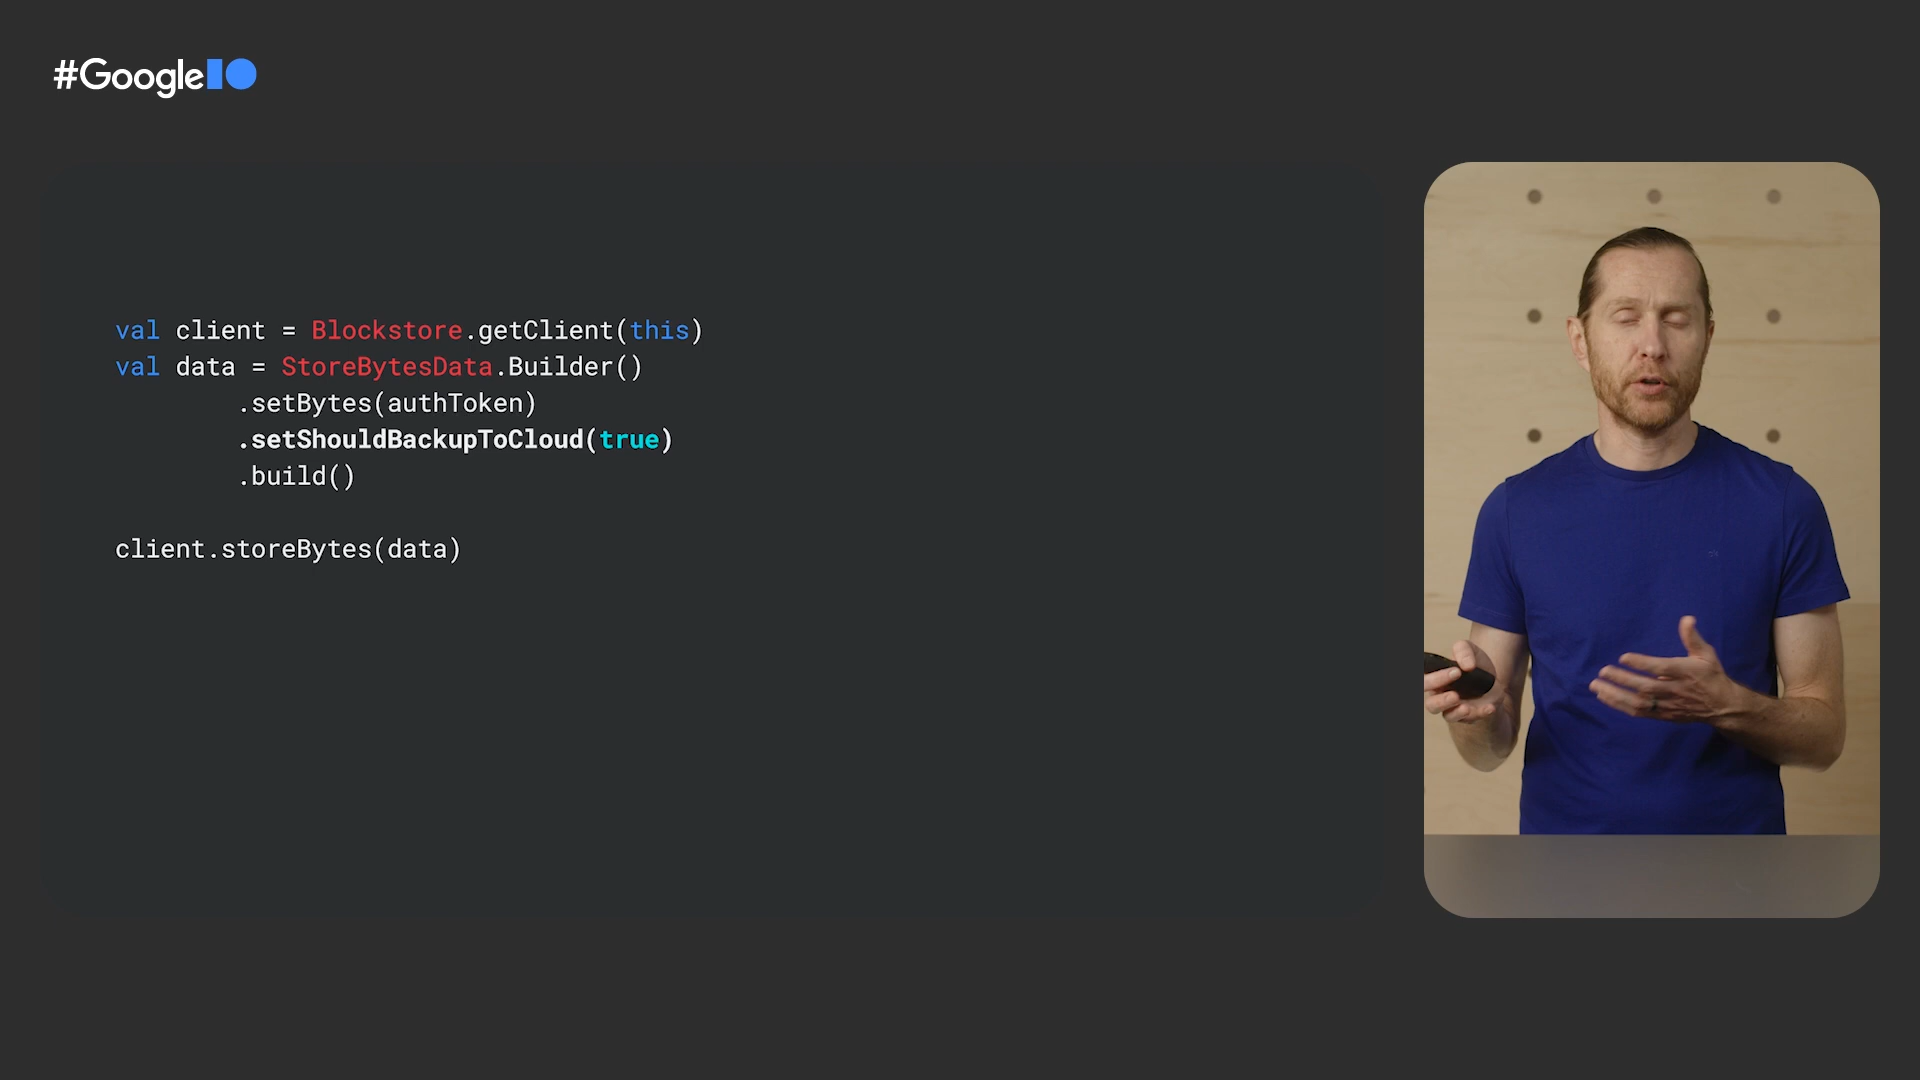 #GoogleIO
val client = Blockstore.getClient(this)
val data = StoreBytesData.Builder()
.setBytes(authToken)
.setShouldBackupToCloud(true)
.build()
client.storeBytes(data)